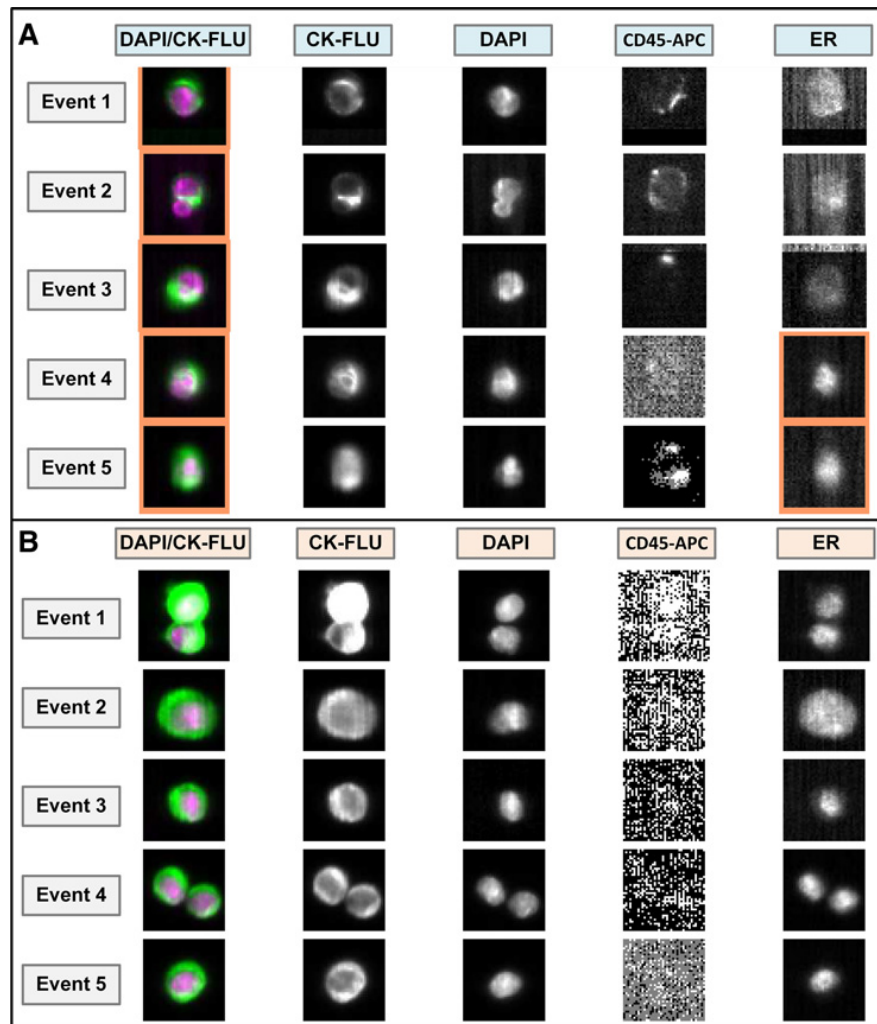 A
DAPI/CK-FLU CK-FLU DAPI CD45-APC ER
Event 1
Event 2
Event 3
Event 4
Event 5
B
DAPI/CK-FLU CK-FLU DAPI CD45-APC ER
Event 1
Event 2
Event 3
Event 4
Event 5